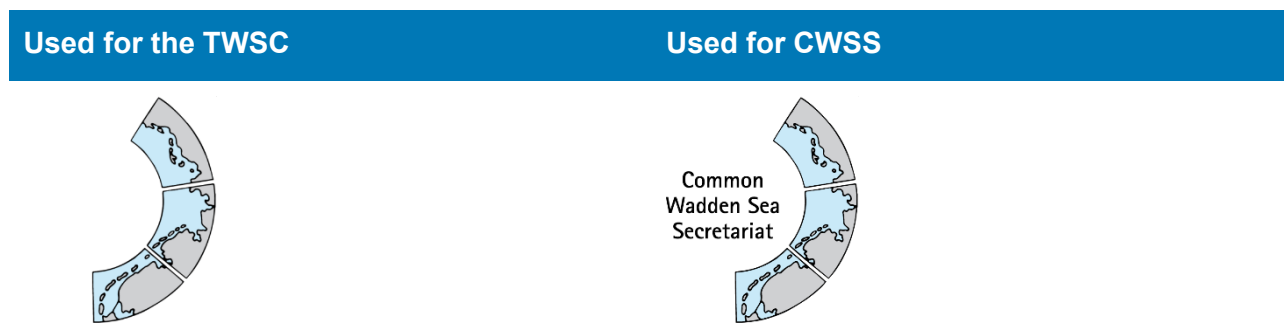 Used for the TWSC
Used for CWSS
Common
Wadden Sea
Secretariat